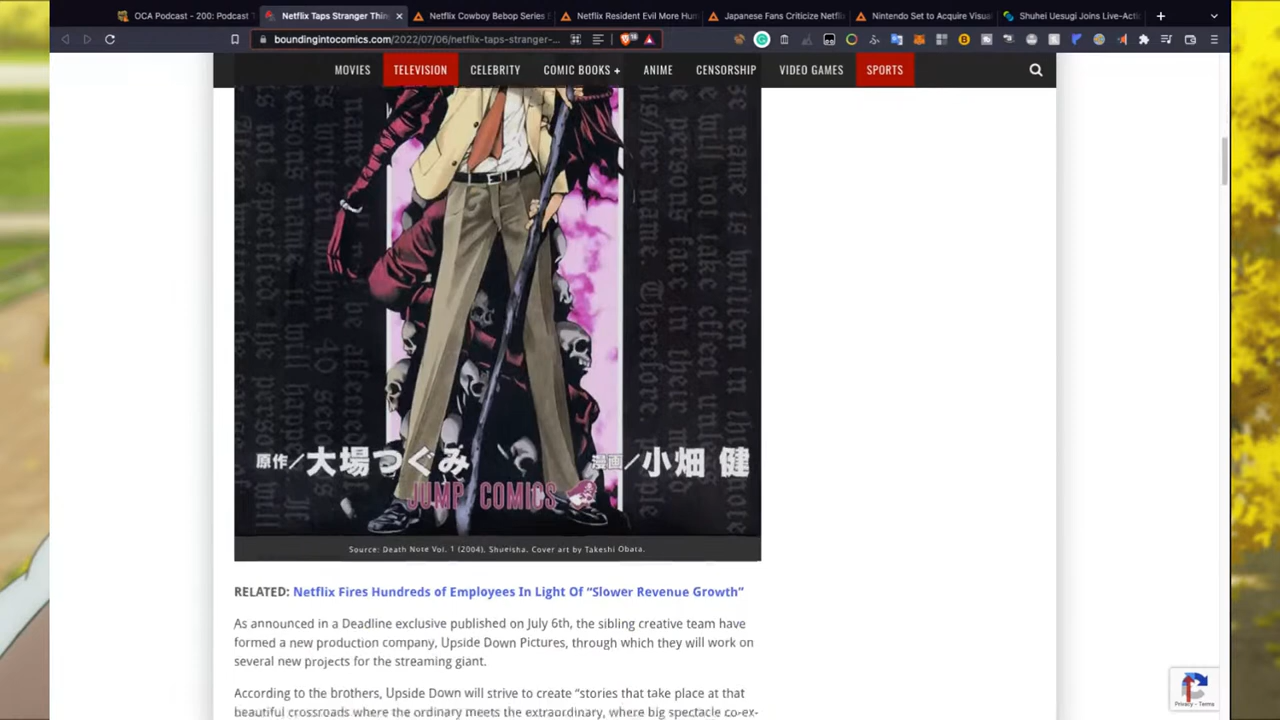 OCA Podcast - 200: Podcast
Netflix Taps Stranger Thin
Netflix Cowboy Bebop Series
Netflix Resident Evil More Hum
Japanese Fans Criticize Netfl
Nintendo Set to Acquire Visua
Shuhei Uesugi Joins Live-Acti
boundingintocomics.com/2022/07/06/netflix-taps-stranger-...
MOVIES
TELEVISION
CELEBRITY
COMIC BOOKS +
ANIME
CENSORSHIP
VIDEO GAMES
SPORTS
原作/大場つぐみ
漫画/小畑 健
JUMP COMICS
Source: Death Note Vol. 1 (2004), Shueisha. Cover art by Takeshi Obata.
RELATED: Netflix Fires Hundreds of Employees In Light Of “Slower Revenue Growth”
As announced in a Deadline exclusive published on July 6th, the sibling creative team have
formed a new production company, Upside Down Pictures, through which they will work on
several new projects for the streaming giant.
According to the brothers, Upside Down will strive to create “stories that take place at that
beautiful crossroads where the ordinary meets the extraordinary, where big spectacle co-ex-
Privacy - Terms